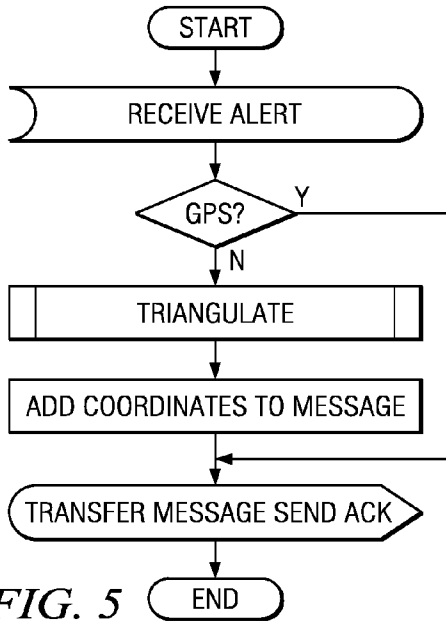 START
RECEIVE ALERT
GPS?
Y
N
TRIANGULATE
ADD COORDINATES TO MESSAGE
TRANSFER MESSAGE SEND ACK
FIG. 5
END